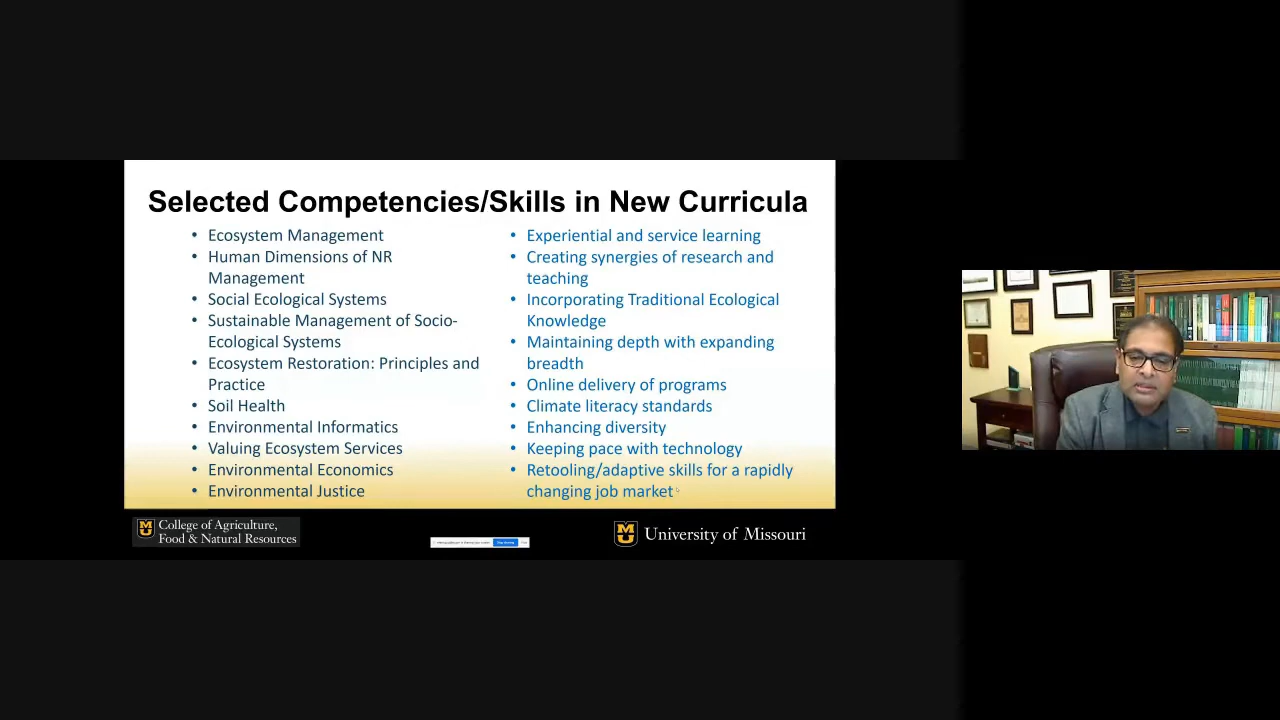 Selected Competencies/Skills in New Curricula
• Ecosystem Management
• Human Dimensions of NR
Management
• Social Ecological Systems
• Sustainable Management of Socio-
Ecological Systems
• Ecosystem Restoration: Principles and
Practice
• Soil Health
• Environmental Informatics
• Valuing Ecosystem Services
• Environmental Economics
• Environmental Justice
• Experiential and service learning
• Creating synergies of research and
teaching
• Incorporating Traditional Ecological
Knowledge
• Maintaining depth with expanding
breadth
• Online delivery of programs
• Climate literacy standards
• Enhancing diversity
• Keeping pace with technology
• Retooling/adaptive skills for a rapidly
changing job market
College of Agriculture,
Food & Natural Resources
University of Missouri